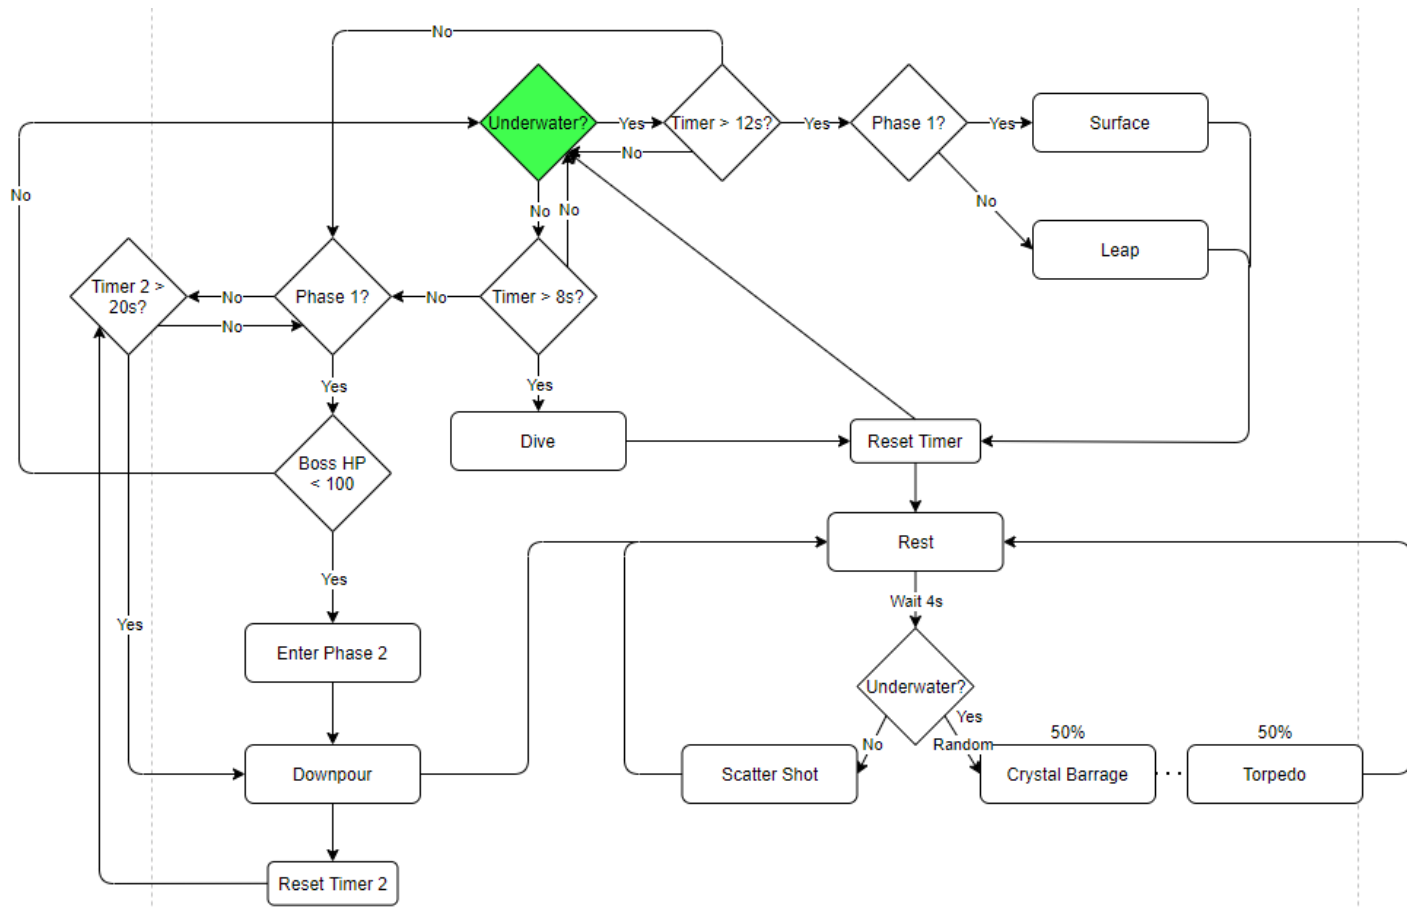 No
Underwater?
Yes
Timer > 12s?
Yes
Phase 1?
Yes
Surface
No
No
No
No
No
Leap
Timer 2 >
20s?
No
No
Phase 1?
No
Timer > 8s?
Yes
Yes
Boss HP
< 100
Dive
Reset Timer
Rest
Yes
Wait 4s
Yes
Enter Phase 2
Underwater?
Yes
No
Random
50%
50%
Downpour
Scatter Shot
Crystal Barrage
Torpedo
Reset Timer 2